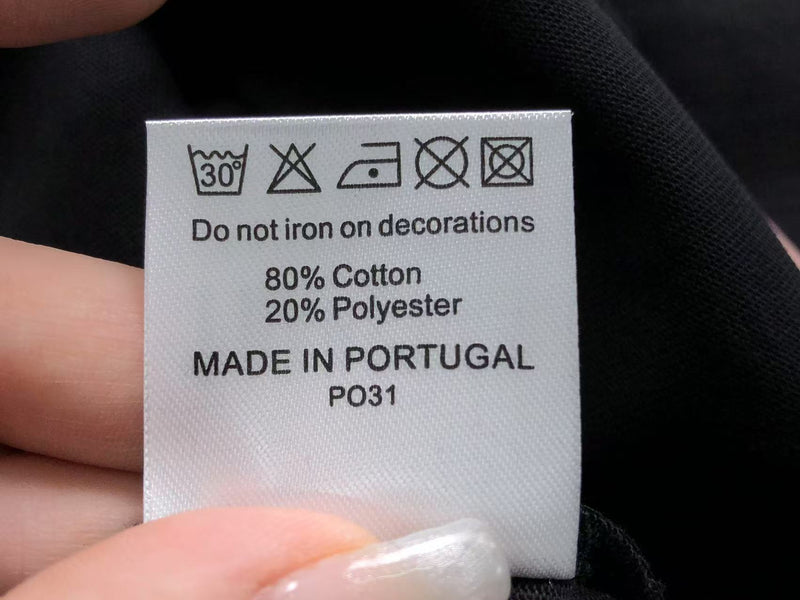 30°
Do not iron on decorations
80% Cotton
20% Polyester
MADE IN PORTUGAL
PO31